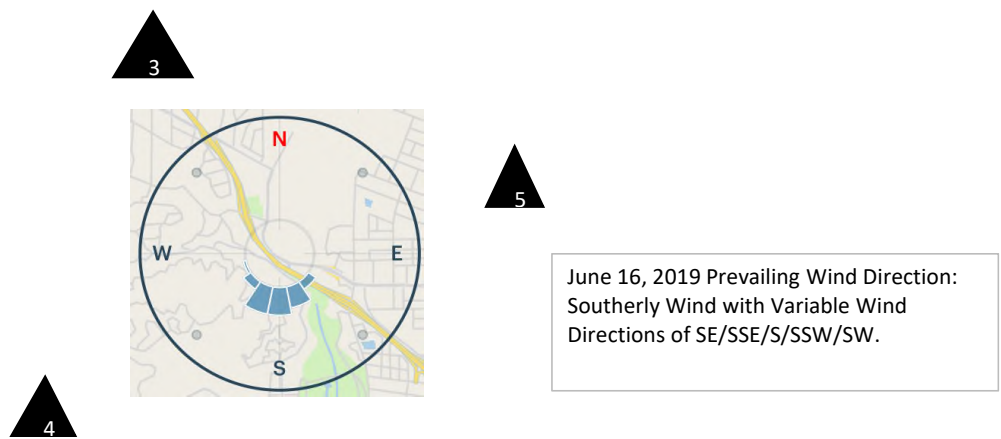 3
N
5
W
E
June 16, 2019 Prevailing Wind Direction:
Southerly Wind with Variable Wind
Directions of SE/SSE/S/SSW/SW.
S
4